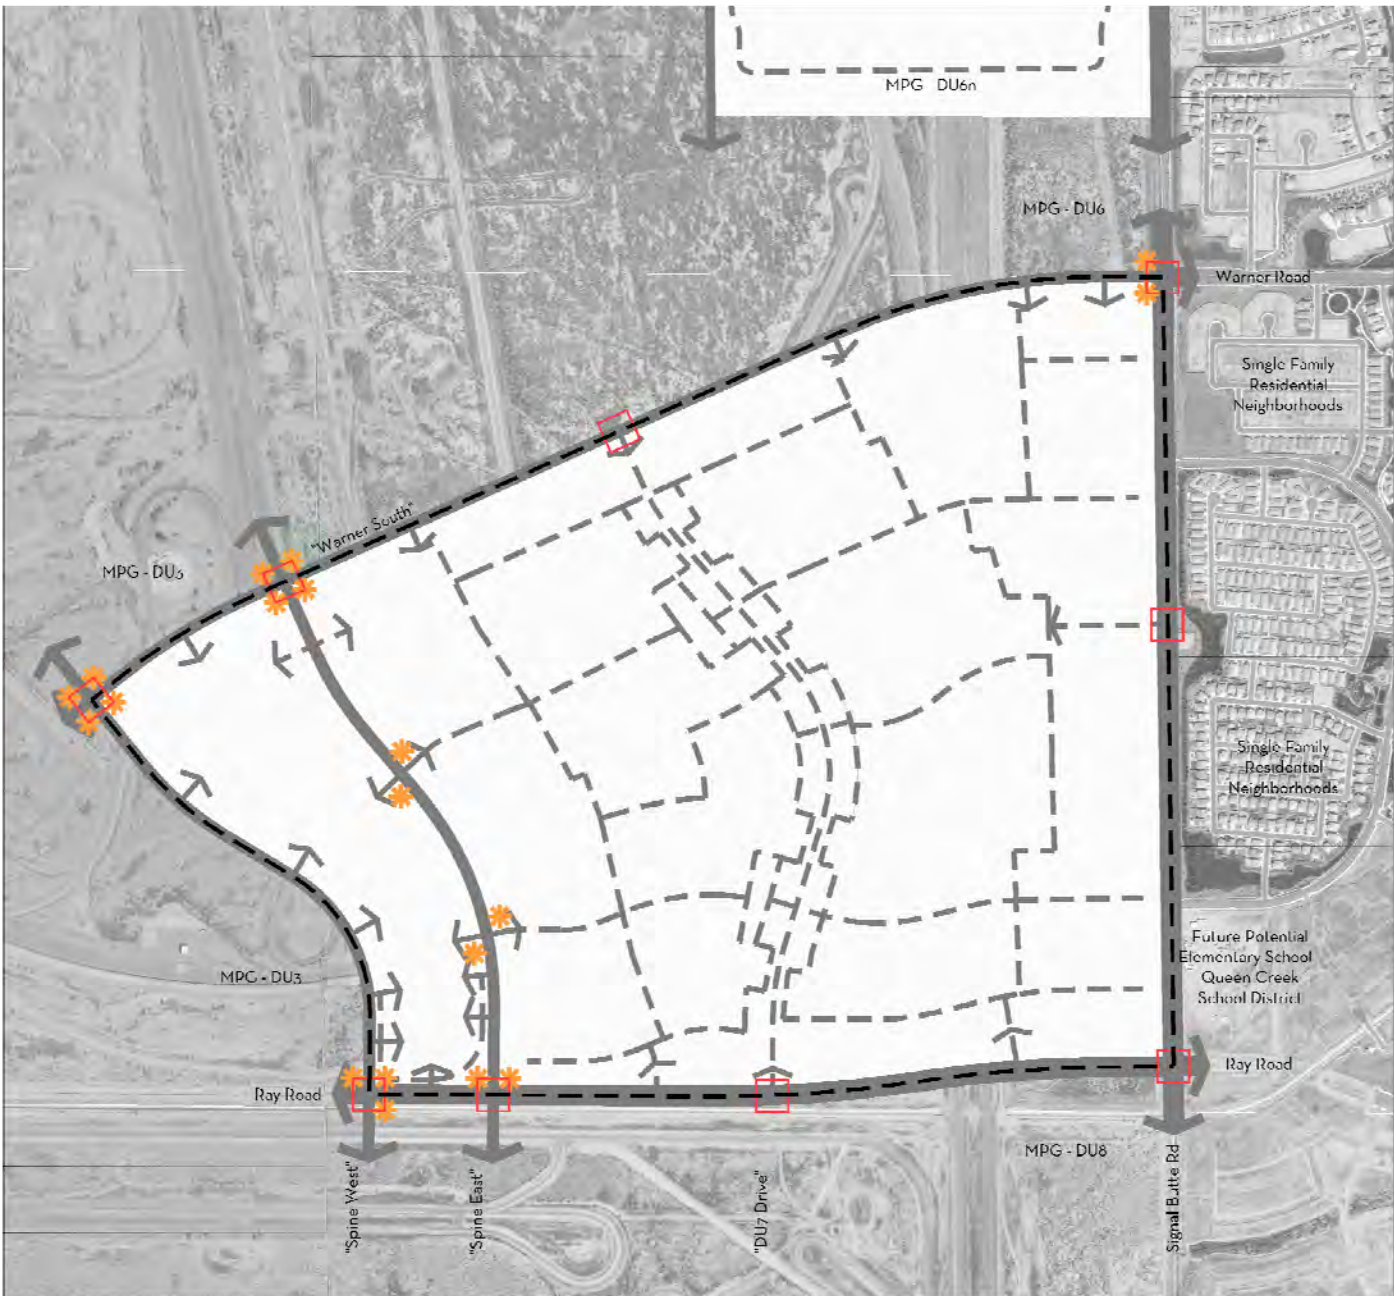 MPG DU6n
MPG - DU6
Warner Road
Single Family
Residential
Neighborhoods
"Warner South"
MPG - DU5
Single Family
Residential
Neighborhoods
Future Potential
Elementary School
Queen Creek
School District
MPG - DU3
Ray Road
Ray Road
MPG - DU8
"Spine West"
"Spine East"
"DU7 Drive"
Signal Butte Rd